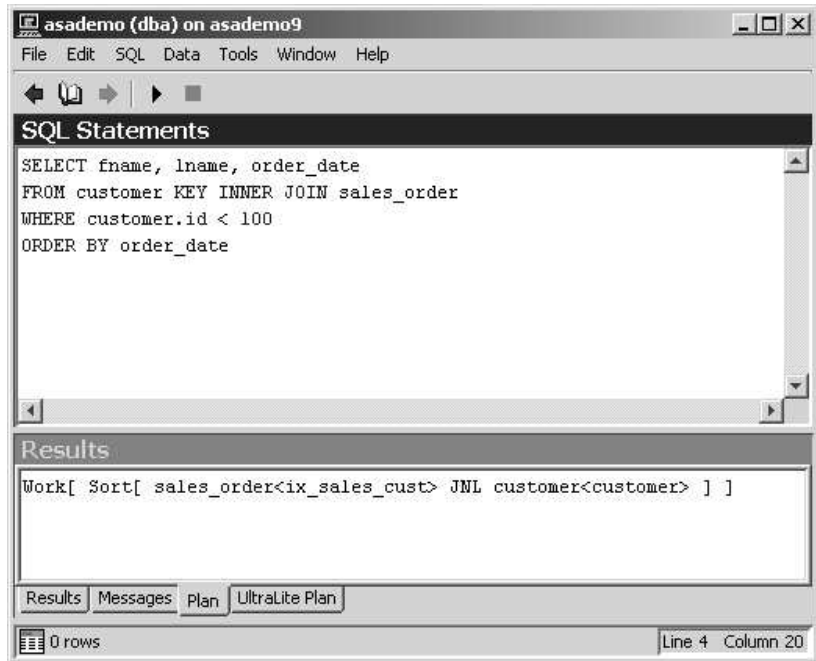 asademo (dba) on asademo9
File Edit SQL Data Tools Window Help
SQL Statements
SELECT fname, lname, order_date
FROM customer KEY INNER JOIN sales_order
WHERE customer.id < 100
ORDER BY order_date
Results
Work[ Sort[ sales_order<ix_sales_cust> JNL customer<customer> ] ]
Results Messages Plan UltraLite Plan
0 rows Line 4 Column 20